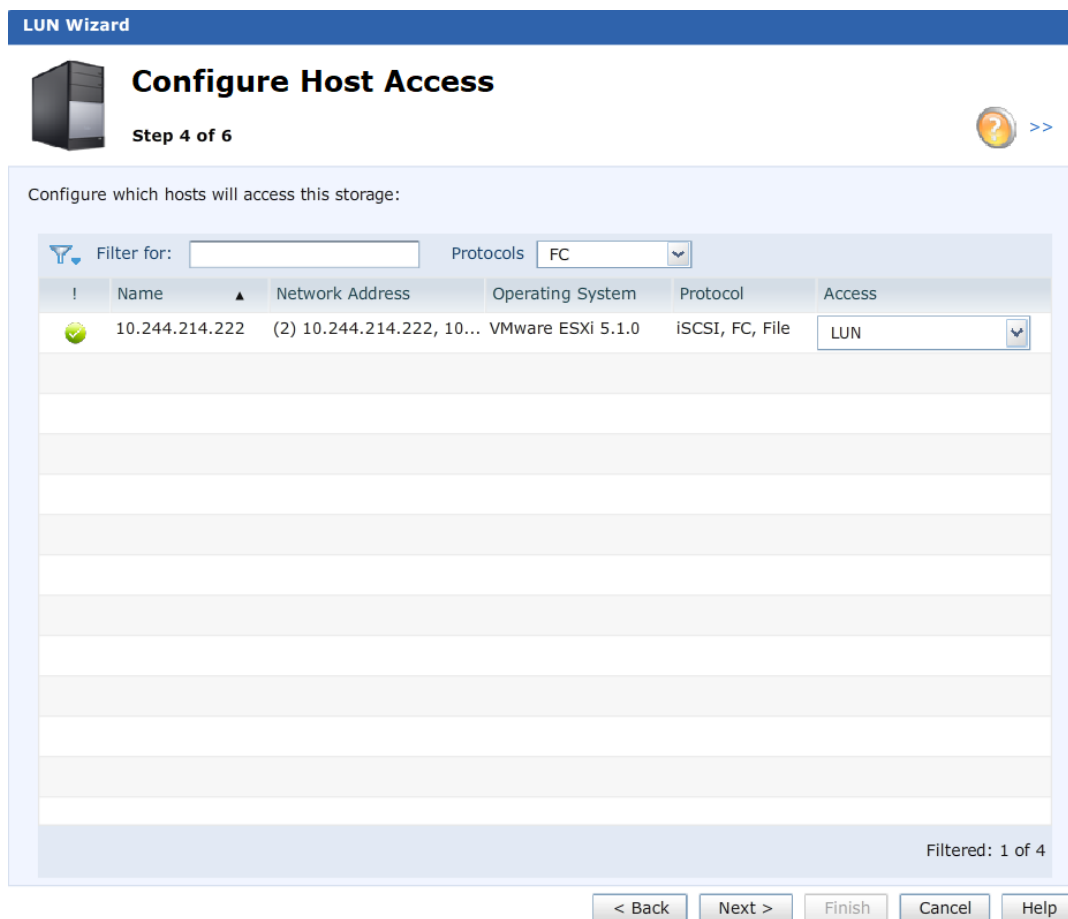 LUN Wizard
Configure Host Access
Step 4 of 6
? >>
Configure which hosts will access this storage:
Filter for: Protocols FC
! Name ▲ Network Address Operating System Protocol Access
10.244.214.222 (2) 10.244.214.222, 10... VMware ESXi 5.1.0 iSCSI, FC, File LUN
Filtered: 1 of 4
< Back Next > Finish Cancel Help